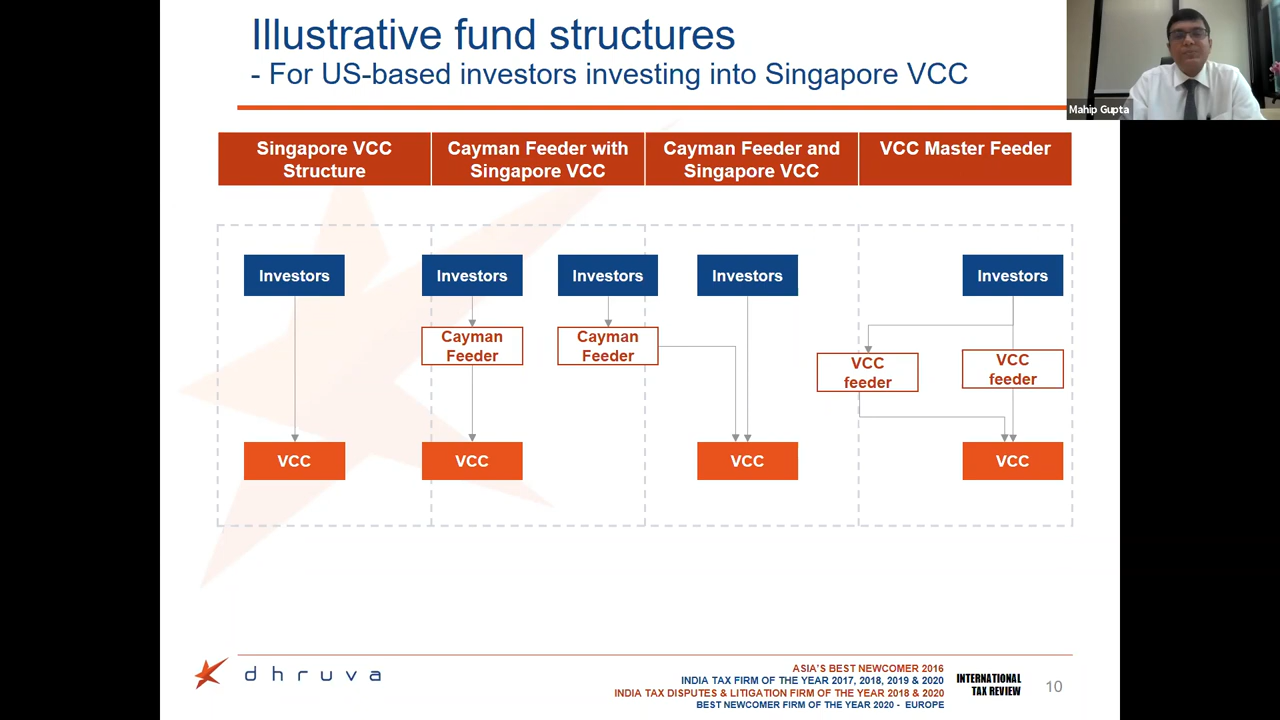 Illustrative fund structures
- For US-based investors investing into Singapore VCC
Mahip Gupta
Singapore VCC
Structure
Cayman Feeder with
Singapore VCC
Cayman Feeder and
Singapore VCC
VCC Master Feeder
Investors
Investors
Investors
Investors
Investors
Cayman
Feeder
Cayman
Feeder
VCC
feeder
VCC
feeder
VCC
VCC
VCC
VCC
dhruva
ASIA'S BEST NEWCOMER 2016
INDIA TAX FIRM OF THE YEAR 2017, 2018, 2019 & 2020
INDIA TAX DISPUTES & LITIGATION FIRM OF THE YEAR 2018 & 2020
BEST NEWCOMER FIRM OF THE YEAR 2020 - EUROPE
INTERNATIONAL
TAX REVIEW
10